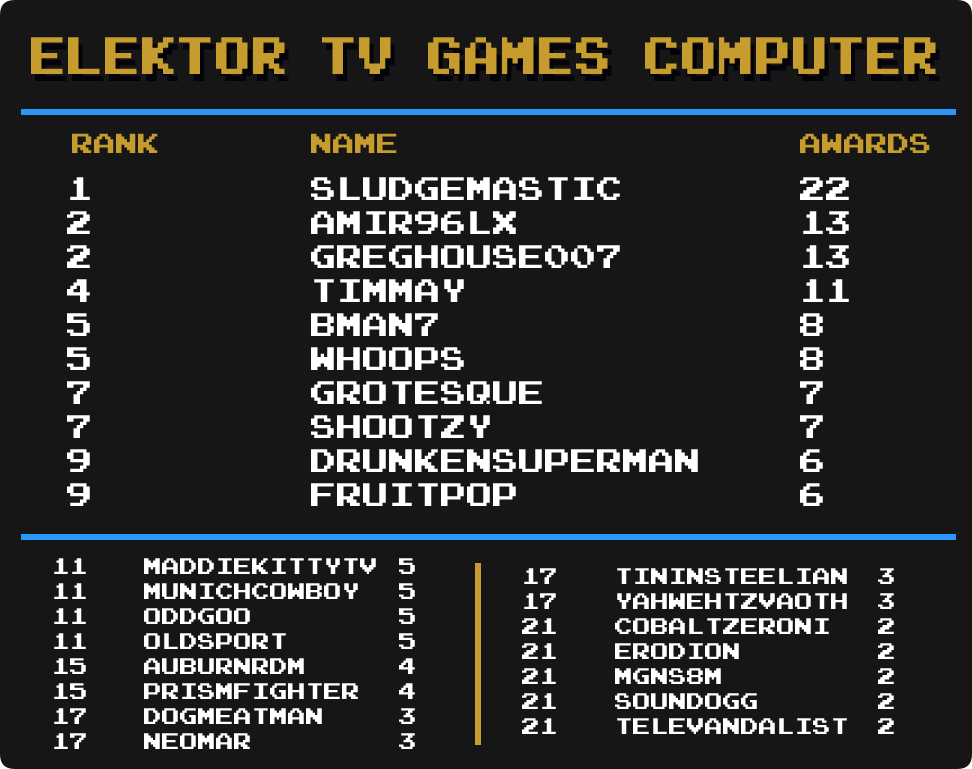 ELEKTOR TV GAMES COMPUTER
RANK NAME AWARDS
1 SLUDGEMASTIC 22
2 AMIR96LX 13
2 GREGHOUSE007 13
4 TIMMAY 11
5 BMAN7 8
5 WHOOPS 8
7 GROTESQUE 7
7 SHOOTZY 7
9 DRUNKENSUPERMAN 6
9 FRUITPOP 6
11 MADDIEKITTYTV 5
11 MUNICHCOWBOY 5
11 ODDGOO 5
11 OLDSPORT 5
15 AUBURNRDM 4
15 PRISMFIGHTER 4
17 DOGMEATMAN 3
17 NEOMAR 3
17 TININSTEELIAN 3
17 YAHWEHTZVAOTH 3
21 COBALTZERONI 2
21 ERODION 2
21 MGNS8M 2
21 SOUNDOGG 2
21 TELEVANDALIST 2